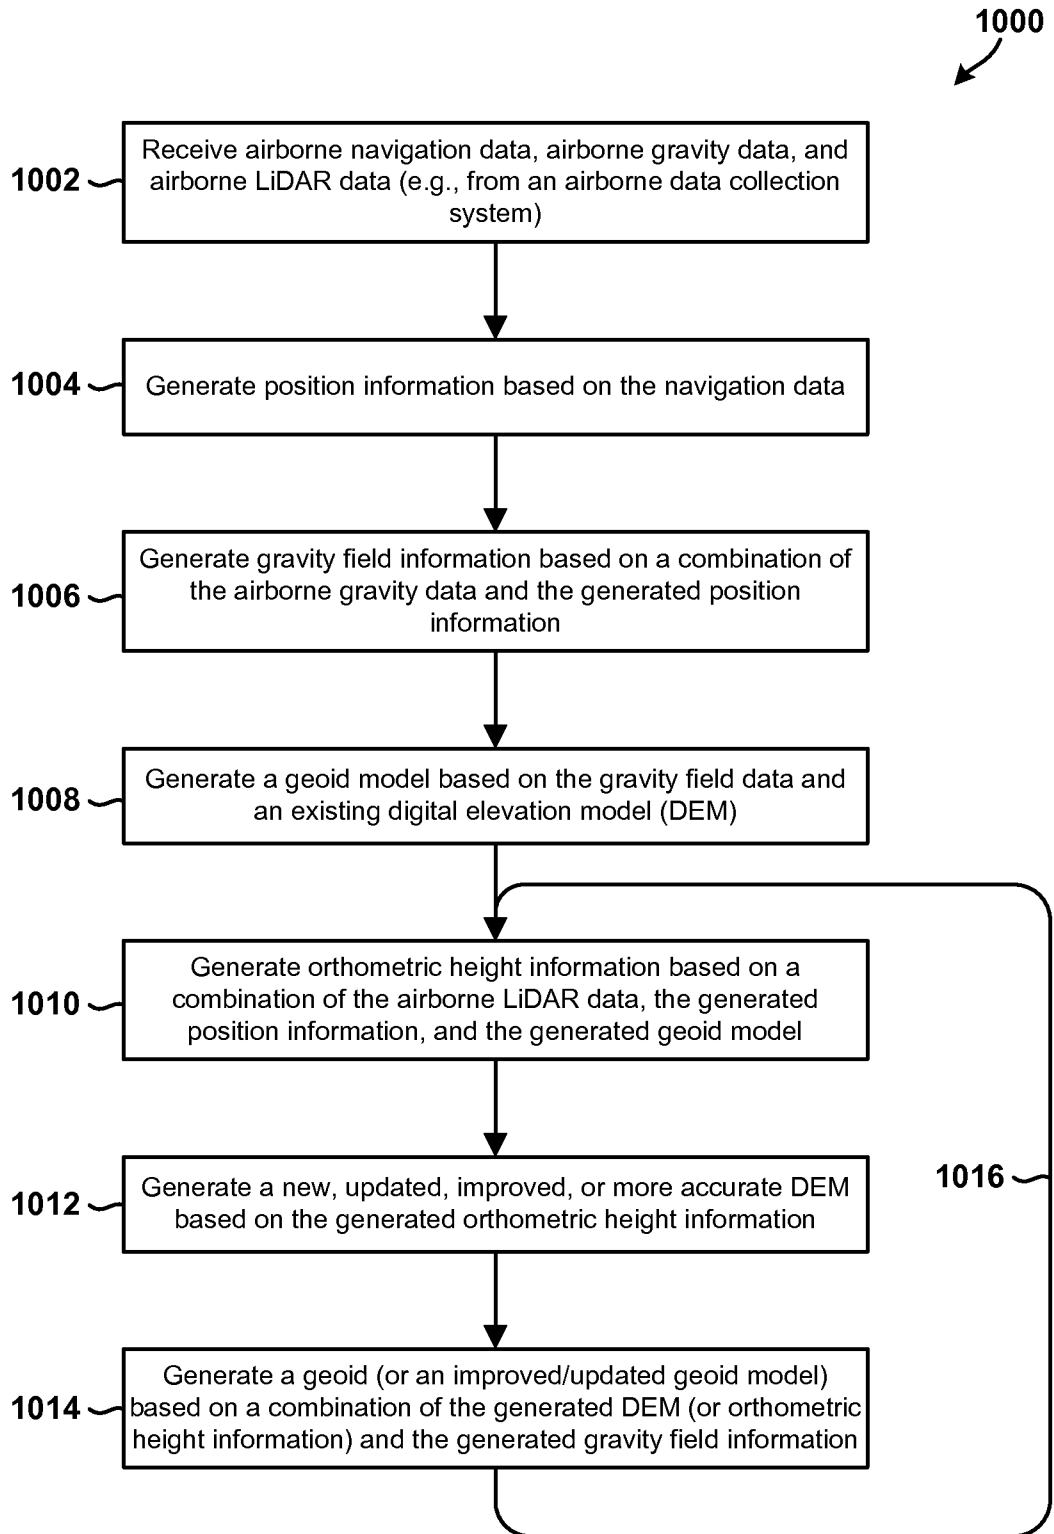 1000
Receive airborne navigation data, airborne gravity data, and
1002
airborne LiDAR data (e.g., from an airborne data collection
system)
1004
Generate position information based on the navigation data
Generate gravity field information based on a combination of
1006
the airborne gravity data and the generated position
information
Generate a geoid model based on the gravity field data and
1008
an existing digital elevation model (DEM)
Generate orthometric height information based on a
1010
combination of the airborne LiDAR data, the generated
position information, and the generated geoid model
1016
Generate a new, updated, improved, or more accurate DEM
1012
based on the generated orthometric height information
Generate a geoid (or an improved/updated geoid model)
1014
based on a combination of the generated DEM (or orthometric
height information) and the generated gravity field information